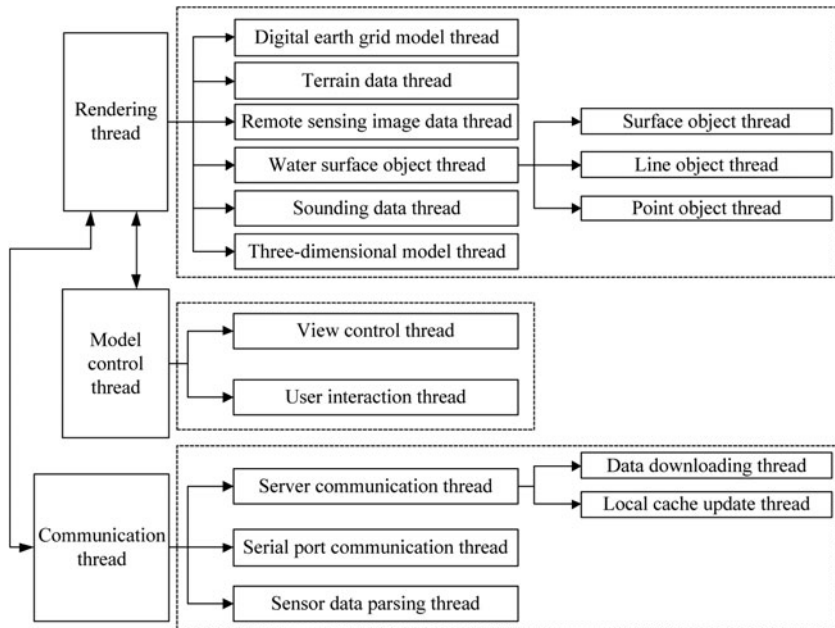 Rendering
thread
Digital earth grid model thread
Terrain data thread
Remote sensing image data thread
Water surface object thread
Sounding data thread
Three-dimensional model thread
Surface object thread
Line object thread
Point object thread
Model
control
thread
View control thread
User interaction thread
Communication
thread
Server communication thread
Serial port communication thread
Sensor data parsing thread
Data downloading thread
Local cache update thread